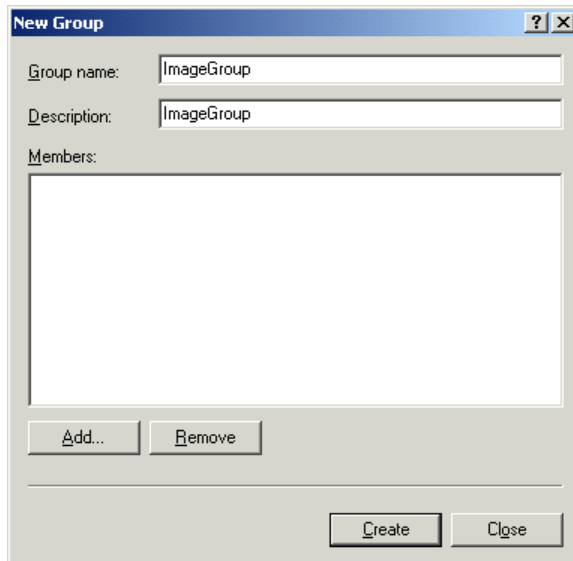 New Group
Group name: ImageGroup
Description: ImageGroup
Members:
Add... Remove
Create Close